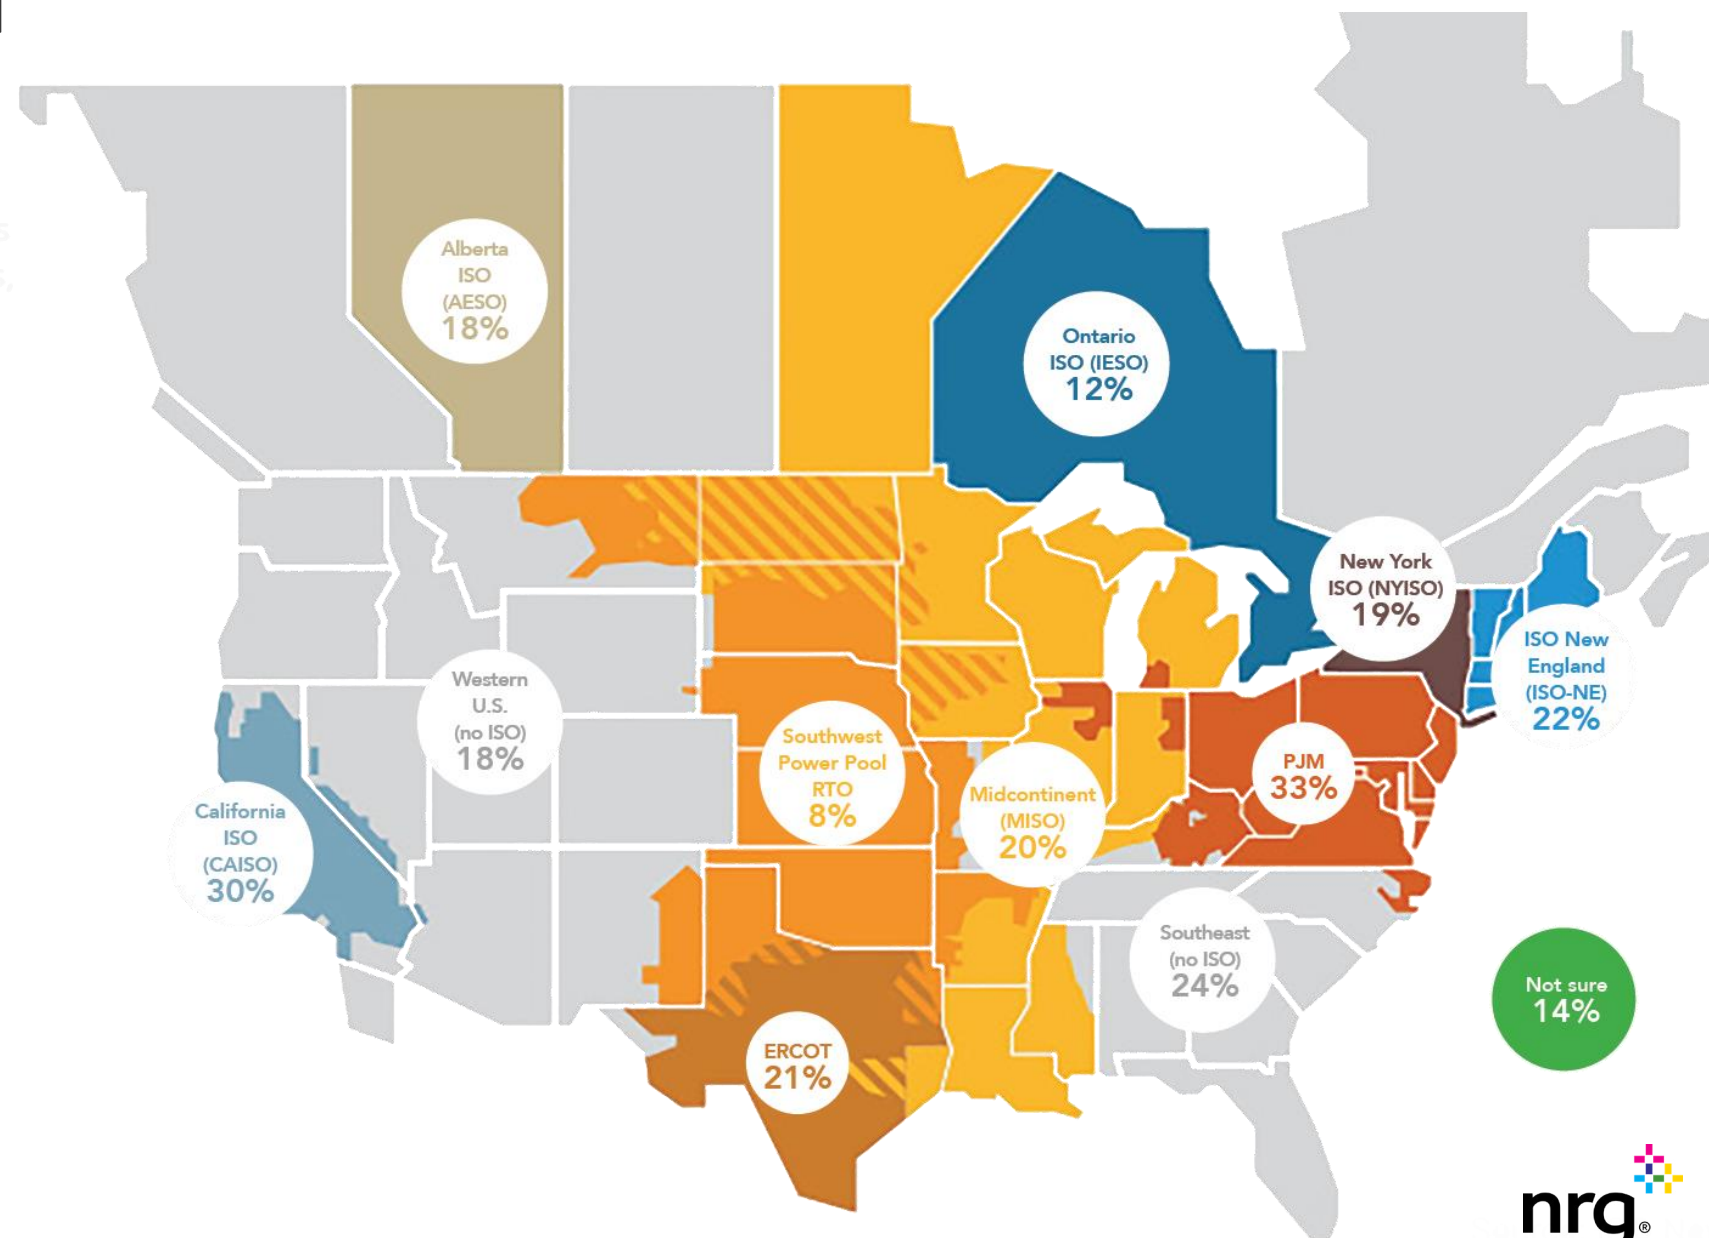 Alberta
ISO
(AESO)
18%
Ontario
ISO (IESO)
12%
New York
ISO (NYISO)
19%
ISO New
England
(ISO-NE)
22%
Western
U.S.
(no ISO)
18%
Southwest
Power Pool
RTO
8%
Midcontinent
(MISO)
20%
PJM
33%
California
ISO
(CAISO)
30%
Southeast
(no ISO)
24%
Not sure
14%
ERCOT
21%
nrg®